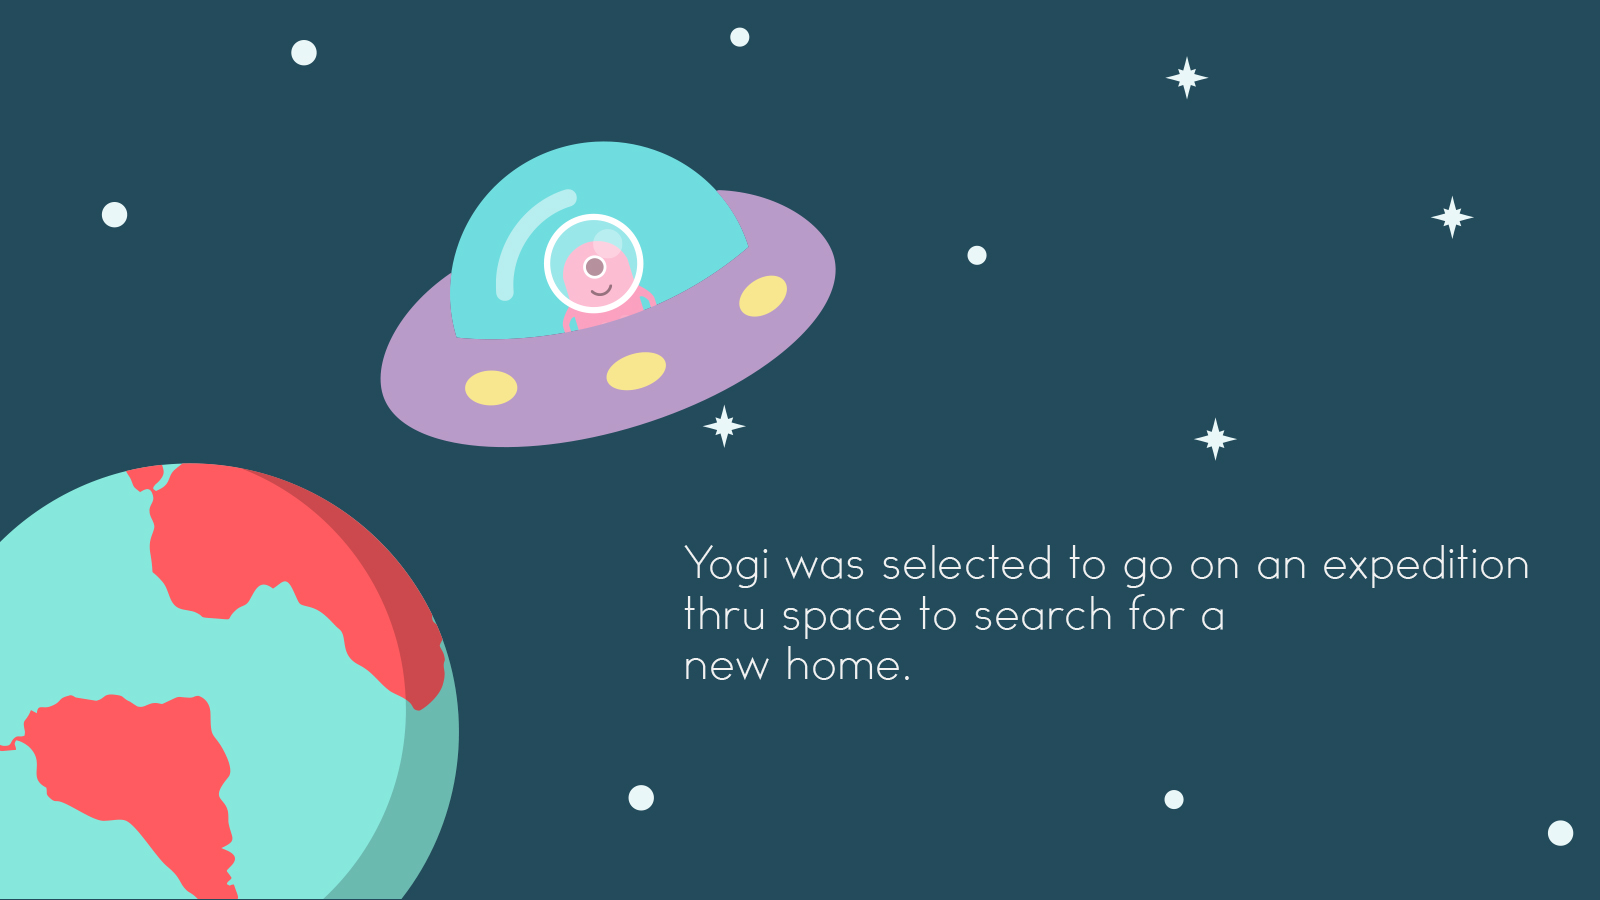 Yogi was selected to go on an expedition
thru space to search for a
new home.